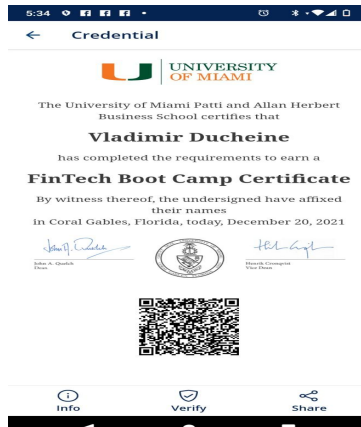 5:34
Credential
UNIVERSITY
OF MIAMI
The University of Miami Patti and Allan Herbert
Business School certifies that
Vladimir Ducheine
has completed the requirements to earn a
FinTech Boot Camp Certificate
By witness thereof, the undersigned have affixed
their names
in Coral Gables, Florida, today, December 20, 2021
John A. Quelch
Dean
Henrik Cronqvist
Vice Dean
Info
Verify
Share